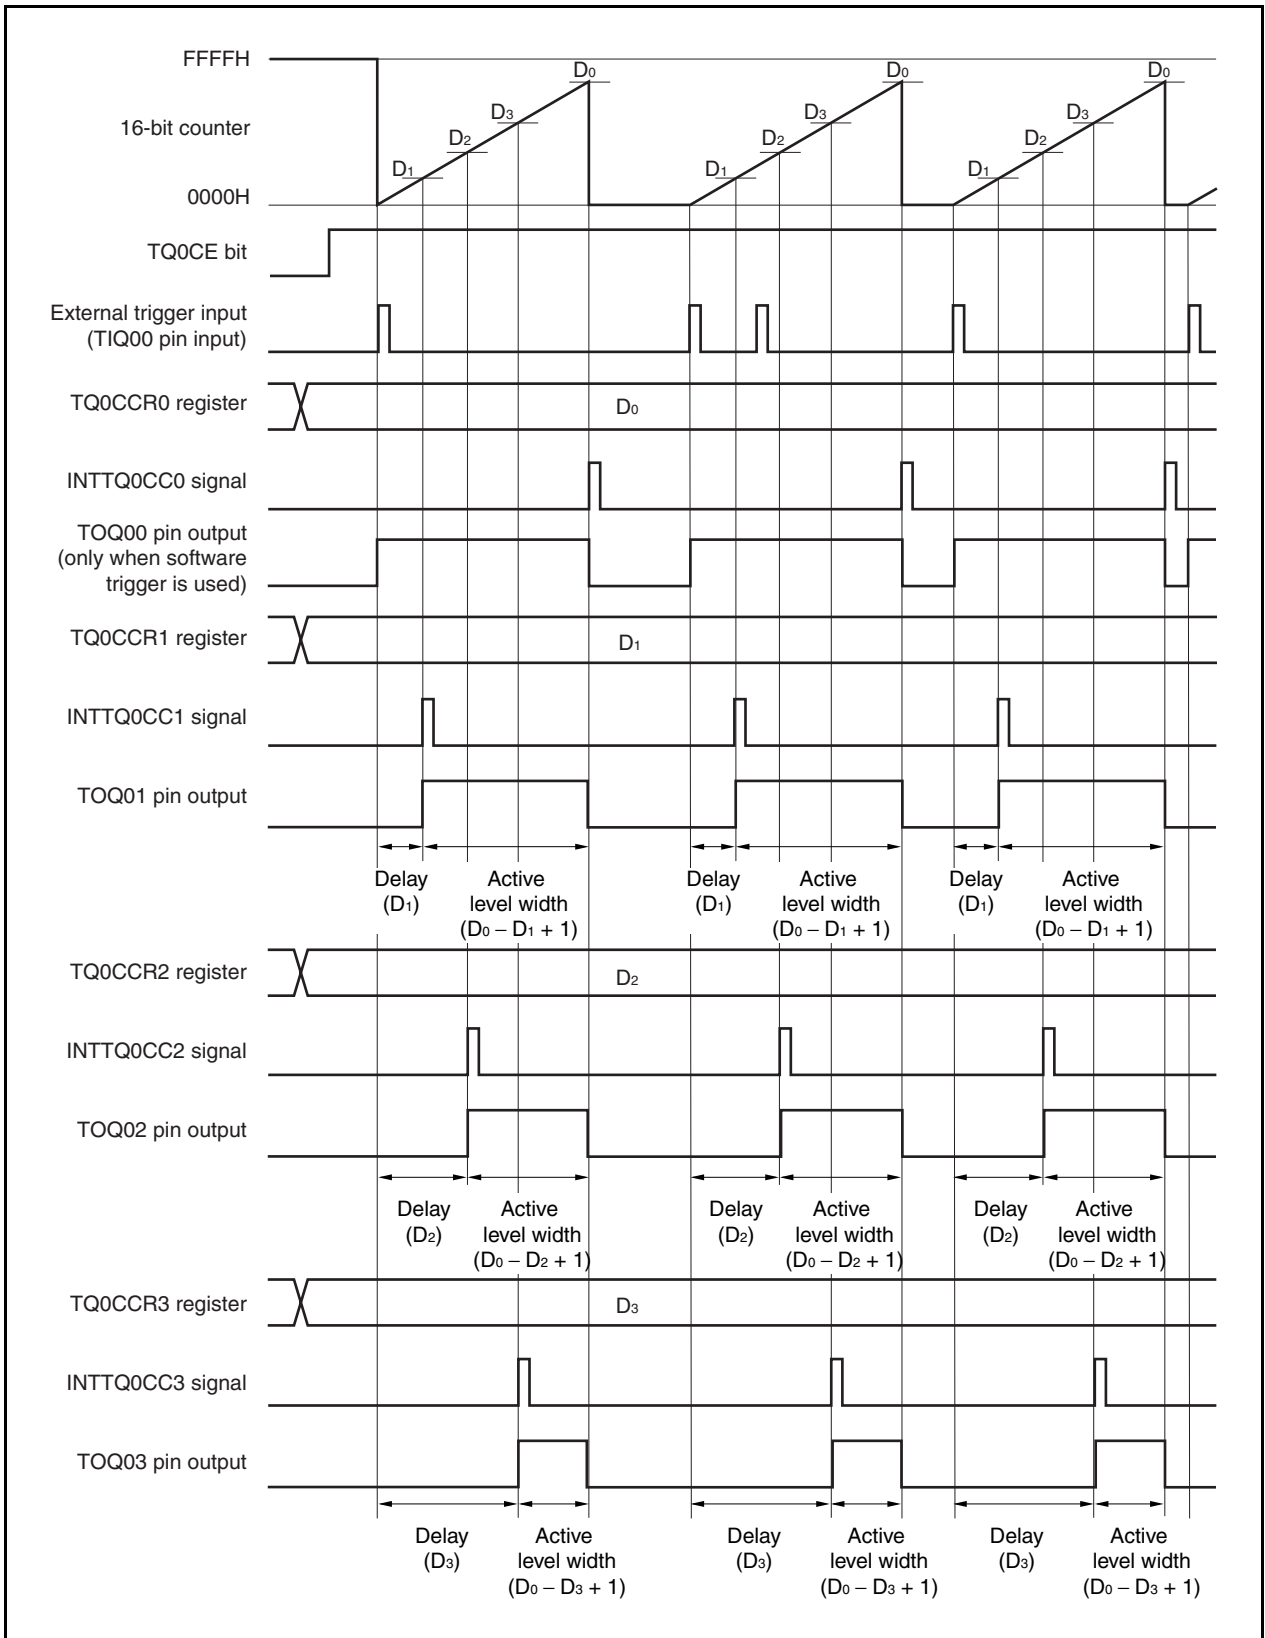 FFFFH
D0 D0 D0
D3 D3 D3
16-bit counter
D2 D2 D2
D1 D1 D1
0000H
TQ0CE bit
External trigger input
(TIQ00 pin input)
TQ0CCR0 register
D0
INTTQ0CC0 signal
TOQ00 pin output
(only when software
trigger is used)
TQ0CCR1 register
D1
INTTQ0CC1 signal
TOQ01 pin output
Delay Active Delay Active Delay Active
(D1) level width (D1) level width (D1) level width
(D0 – D1 + 1) (D0 – D1 + 1) (D0 – D1 + 1)
TQ0CCR2 register
D2
INTTQ0CC2 signal
TOQ02 pin output
Delay Active Delay Active Delay Active
(D2) level width (D2) level width (D2) level width
(D0 – D2 + 1) (D0 – D2 + 1) (D0 – D2 + 1)
TQ0CCR3 register
D3
INTTQ0CC3 signal
TOQ03 pin output
Delay Active Delay Active Delay Active
(D3) level width (D3) level width (D3) level width
(D0 – D3 + 1) (D0 – D3 + 1) (D0 – D3 + 1)